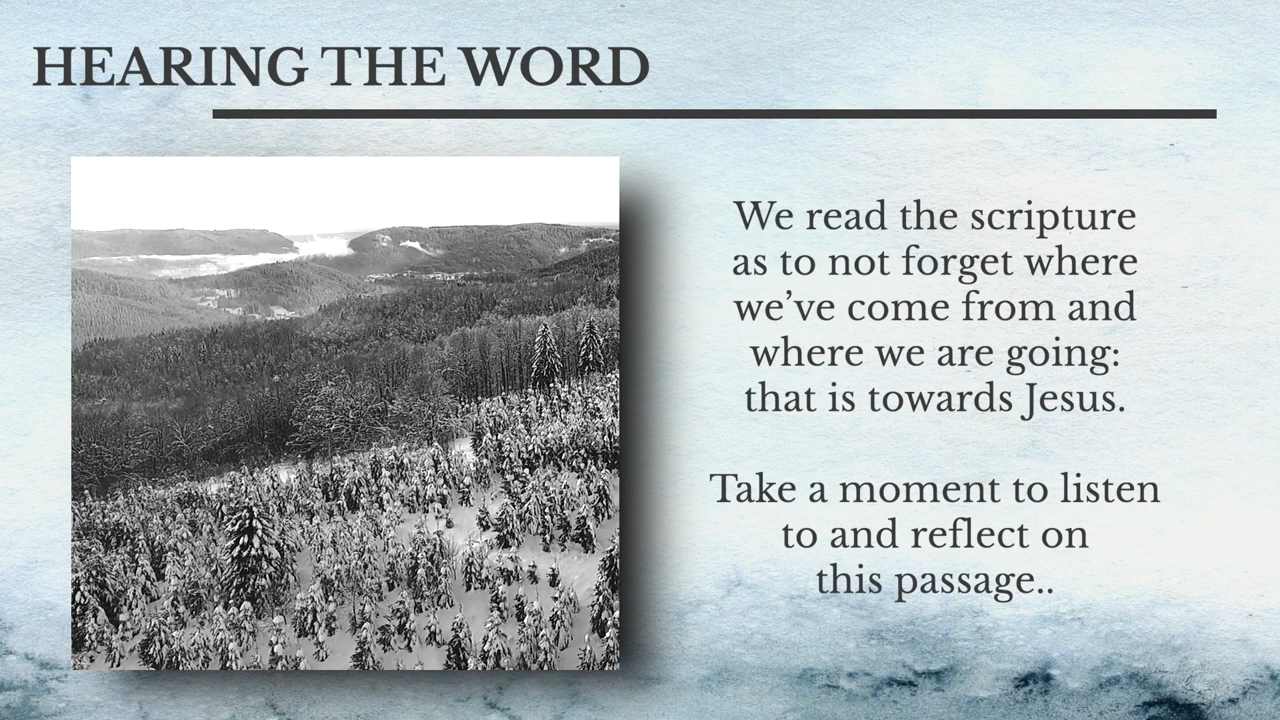 HEARING THE WORD
We read the scripture
as to not forget where
we’ve come from and
where we are going:
that is towards Jesus.
Take a moment to listen
to and reflect on
this passage..